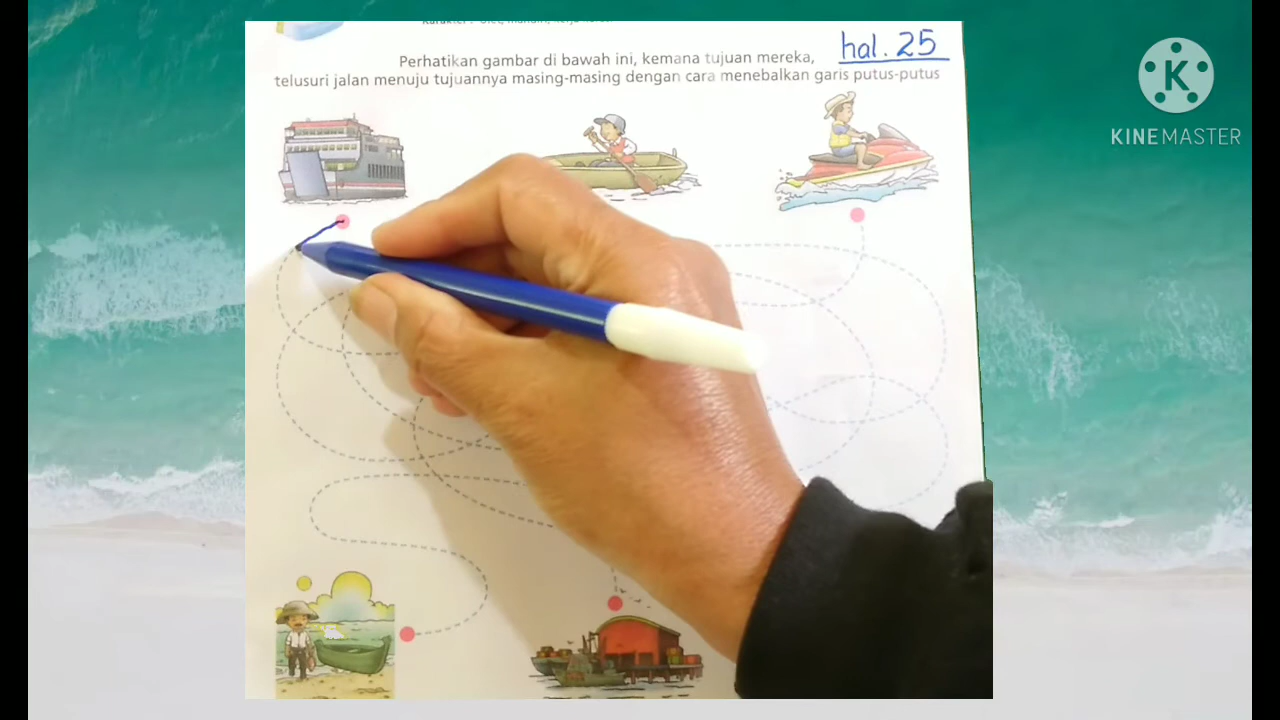 hal. 25
Perhatikan gambar di bawah ini, kemana tujuan mereka,
telusuri jalan menuju tujuannya masing-masing dengan cara menebalkan garis putus-putus
K
KINEMASTER